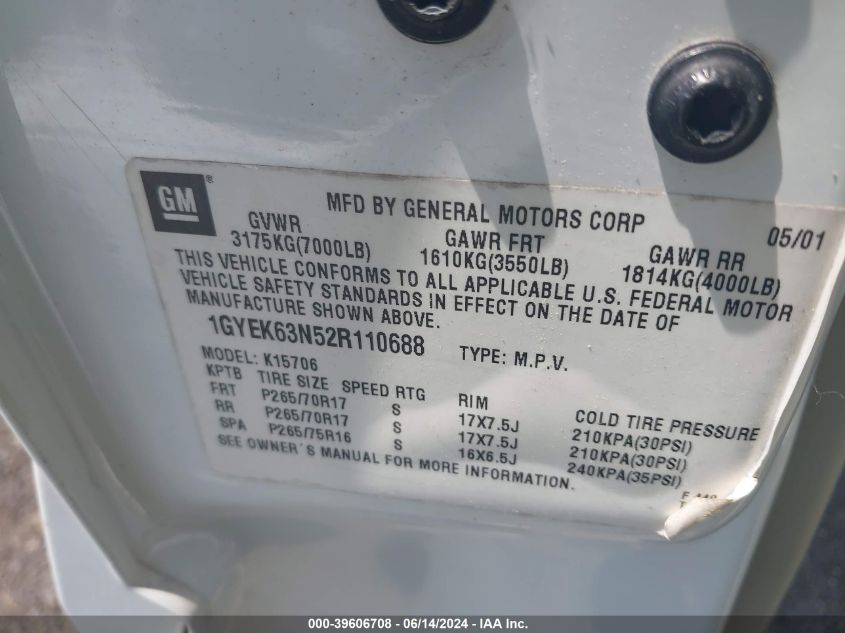 GM®
MFD BY GENERAL MOTORS CORP 05/01
GVWR GAWR FRT GAWR RR
3175KG(7000LB) 1610KG(3550LB) 1814KG(4000LB)
THIS VEHICLE CONFORMS TO ALL APPLICABLE U.S. FEDERAL MOTOR
VEHICLE SAFETY STANDARDS IN EFFECT ON THE DATE OF
MANUFACTURE SHOWN ABOVE.
1GYEK63N52R110688 TYPE: M.P.V.
MODEL: K15706
KPTB TIRE SIZE SPEED RTG RIM COLD TIRE PRESSURE
FRT P265/70R17 S 17X7.5J 210KPA(30PSI)
RR P265/70R17 S 17X7.5J 210KPA(30PSI)
SPA P265/75R16 S 16X6.5J 240KPA(35PSI)
SEE OWNER'S MANUAL FOR MORE INFORMATION.
000-39606708 - 06/14/2024 - IAA Inc.